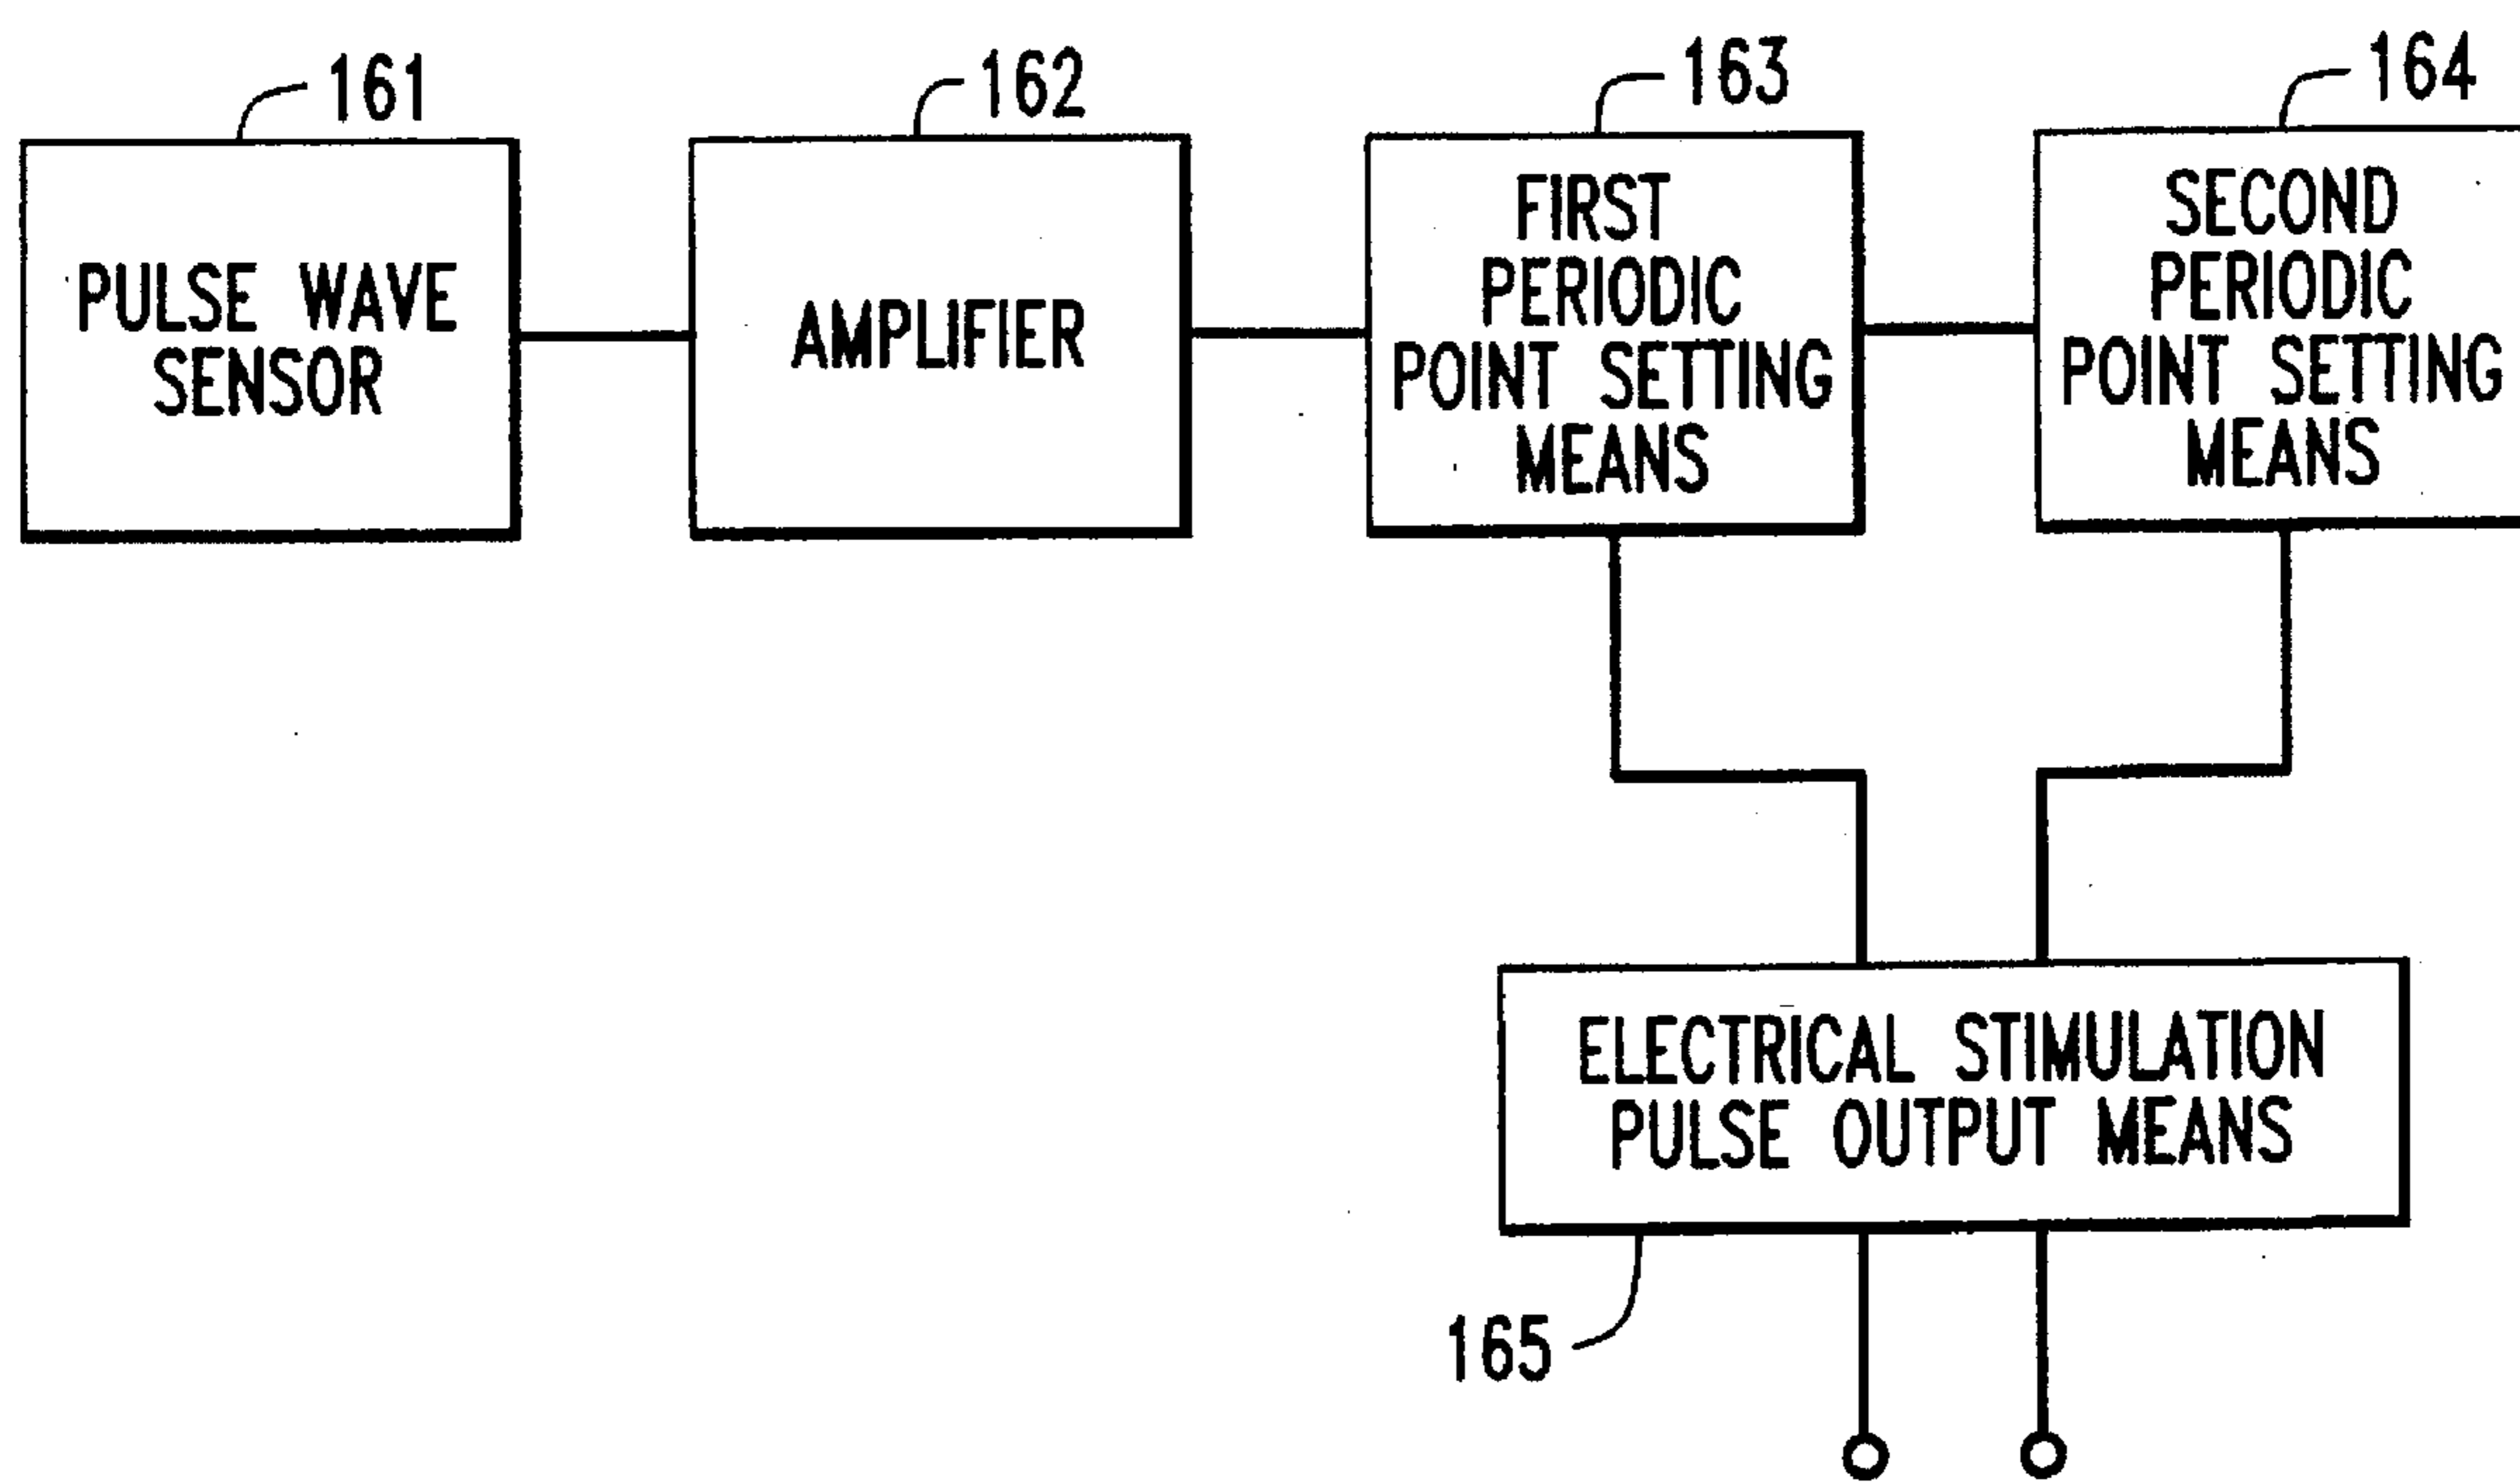 161
162
163
164
PULSE WAVE
SENSOR
AMPLIFIER
FIRST
PERIODIC
POINT SETTING
MEANS
SECOND
PERIODIC
POINT SETTING
MEANS
ELECTRICAL STIMULATION
PULSE OUTPUT MEANS
165